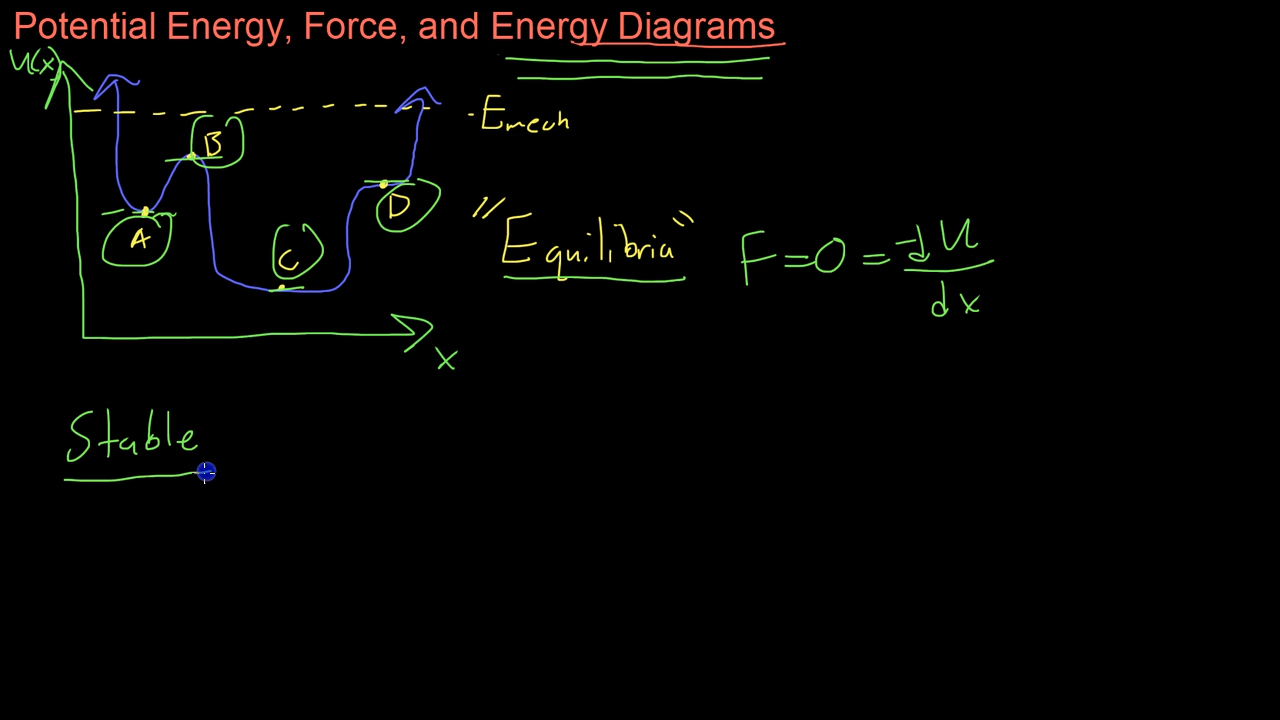 Potential Energy, Force, and Energy Diagrams
U(x)
Emech
B
D
A
C
"Equilibria"
F=0=-dU/dx
x
Stable